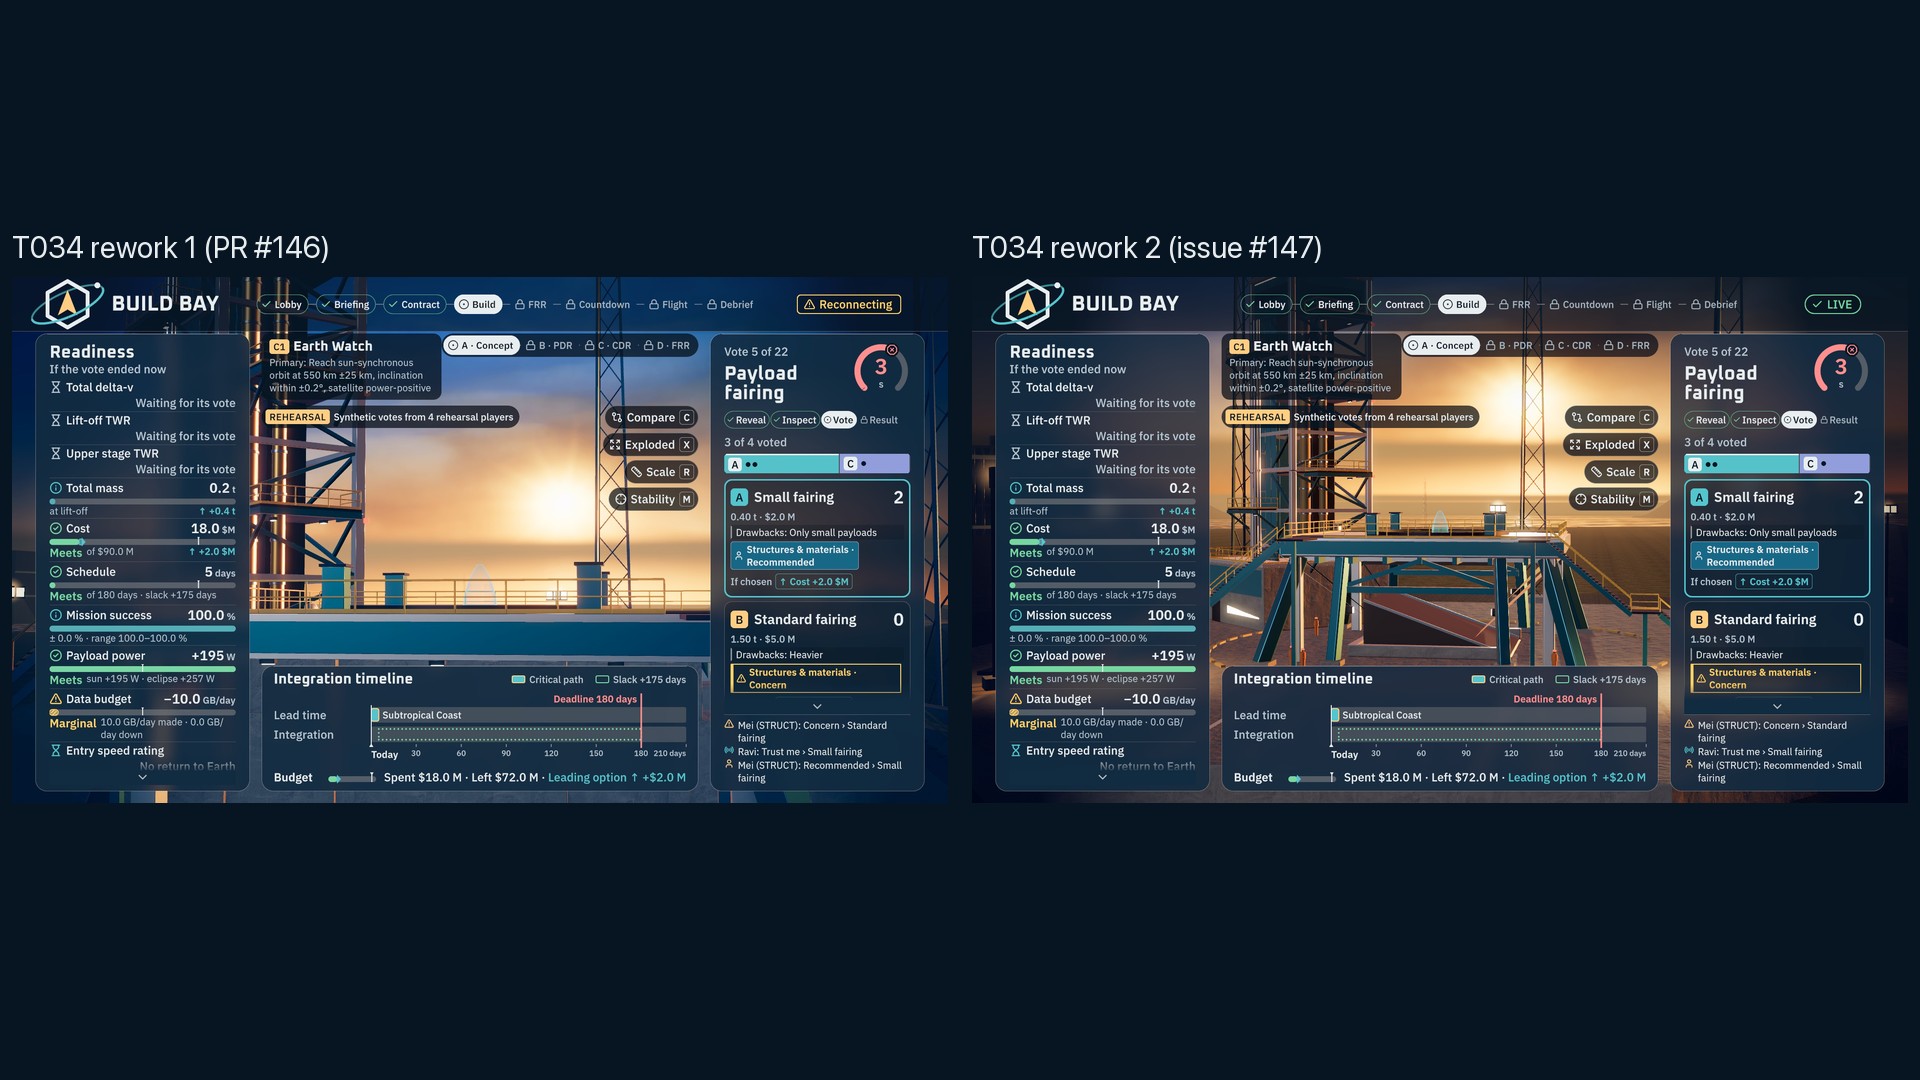 T034 rework 1 (PR #146)
BUILD BAY
Lobby
Briefing
Contract
Build
FRR
Countdown
Flight
Debrief
Reconnecting
Readiness
If the vote ended now
Total delta-v
Waiting for its vote
Lift-off TWR
Waiting for its vote
Upper stage TWR
Waiting for its vote
Total mass 0.2 t
at lift-off ↑ +0.4 t
Cost 18.0 $M
Meets of $90.0 M ↑ +2.0 $M
Schedule 5 days
Meets of 180 days · slack +175 days
Mission success 100.0 %
± 0.0 % · range 100.0–100.0 %
Payload power +195 W
Meets sun +195 W · eclipse +257 W
Data budget −10.0 GB/day
Marginal 10.0 GB/day made · 0.0 GB/
day down
Entry speed rating
No return to Earth
C1 Earth Watch
Primary: Reach sun-synchronous
orbit at 550 km ±25 km, inclination
within ±0.2°, satellite power-positive
A · Concept
B · PDR
C · CDR
D · FRR
REHEARSAL Synthetic votes from 4 rehearsal players
Compare C
Exploded X
Scale R
Stability M
Integration timeline
Critical path
Slack +175 days
Deadline 180 days
Lead time Subtropical Coast
Integration
Today 30 60 90 120 150 180 210 days
Budget Spent $18.0 M · Left $72.0 M · Leading option ↑ +$2.0 M
Vote 5 of 22
Payload
fairing
3
s
Reveal
Inspect
Vote
Result
3 of 4 voted
A
C
A Small fairing 2
0.40 t · $2.0 M
Drawbacks: Only small payloads
Structures & materials ·
Recommended
If chosen ↑ Cost +2.0 $M
B Standard fairing 0
1.50 t · $5.0 M
Drawbacks: Heavier
Structures & materials ·
Concern
Mei (STRUCT): Concern › Standard
fairing
Ravi: Trust me › Small fairing
Mei (STRUCT): Recommended › Small
fairing
T034 rework 2 (issue #147)
BUILD BAY
Lobby
Briefing
Contract
Build
FRR
Countdown
Flight
Debrief
LIVE
Readiness
If the vote ended now
Total delta-v
Waiting for its vote
Lift-off TWR
Waiting for its vote
Upper stage TWR
Waiting for its vote
Total mass 0.2 t
at lift-off ↑ +0.4 t
Cost 18.0 $M
Meets of $90.0 M ↑ +2.0 $M
Schedule 5 days
Meets of 180 days · slack +175 days
Mission success 100.0 %
± 0.0 % · range 100.0–100.0 %
Payload power +195 W
Meets sun +195 W · eclipse +257 W
Data budget −10.0 GB/day
Marginal 10.0 GB/day made · 0.0 GB/
day down
Entry speed rating
No return to Earth
C1 Earth Watch
Primary: Reach sun-synchronous
orbit at 550 km ±25 km, inclination
within ±0.2°, satellite power-positive
A · Concept
B · PDR
C · CDR
D · FRR
REHEARSAL Synthetic votes from 4 rehearsal players
Compare C
Exploded X
Scale R
Stability M
Integration timeline
Critical path
Slack +175 days
Deadline 180 days
Lead time Subtropical Coast
Integration
Today 30 60 90 120 150 180 210 days
Budget Spent $18.0 M · Left $72.0 M · Leading option ↑ +$2.0 M
Vote 5 of 22
Payload
fairing
3
s
Reveal
Inspect
Vote
Result
3 of 4 voted
A
C
A Small fairing 2
0.40 t · $2.0 M
Drawbacks: Only small payloads
Structures & materials ·
Recommended
If chosen ↑ Cost +2.0 $M
B Standard fairing 0
1.50 t · $5.0 M
Drawbacks: Heavier
Structures & materials ·
Concern
Mei (STRUCT): Concern › Standard
fairing
Ravi: Trust me › Small fairing
Mei (STRUCT): Recommended › Small
fairing